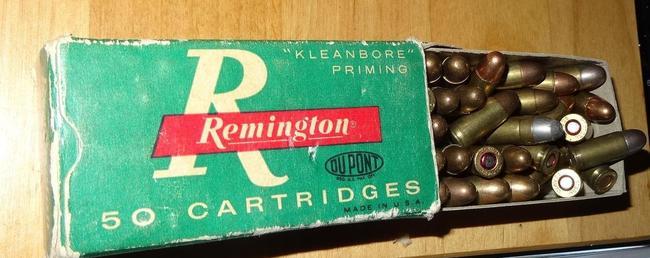 "KLEANBORE"
PRIMING
R
Remington
DU PONT
50 CARTRIDGES
MADE IN U.S.A.